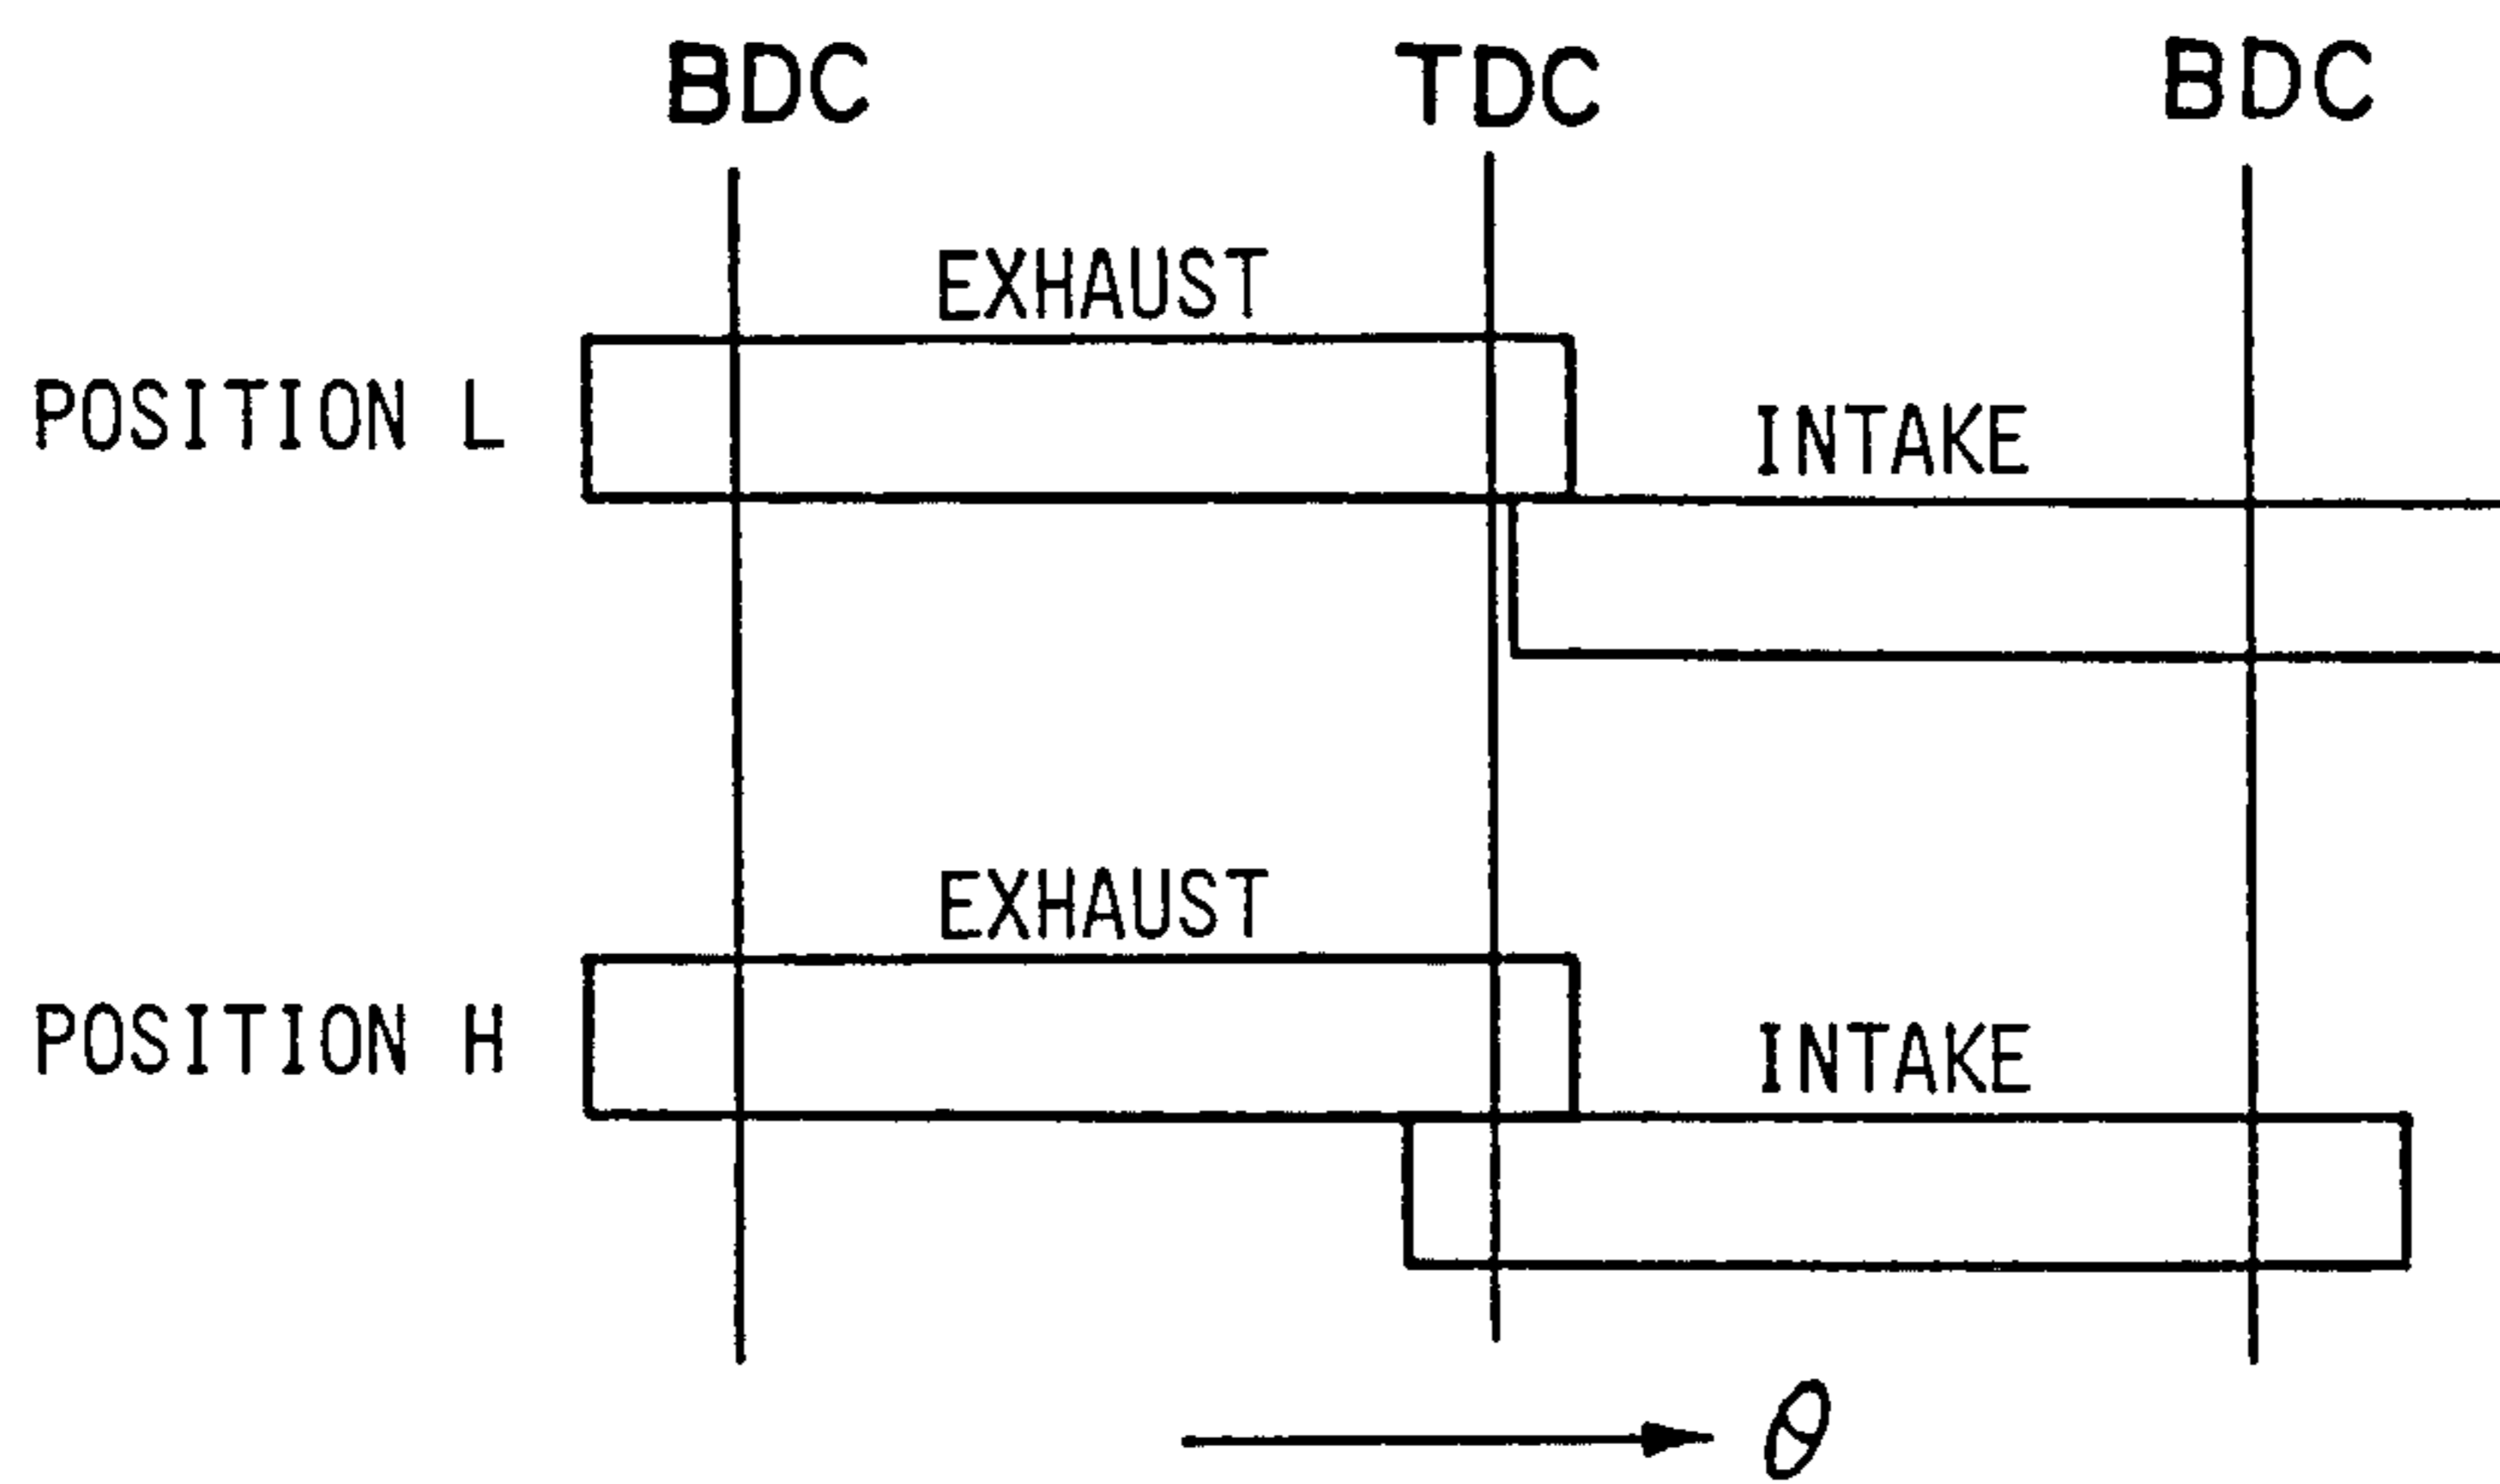 BDC TDC BDC
EXHAUST
POSITION L
INTAKE
EXHAUST
POSITION H
INTAKE
θ